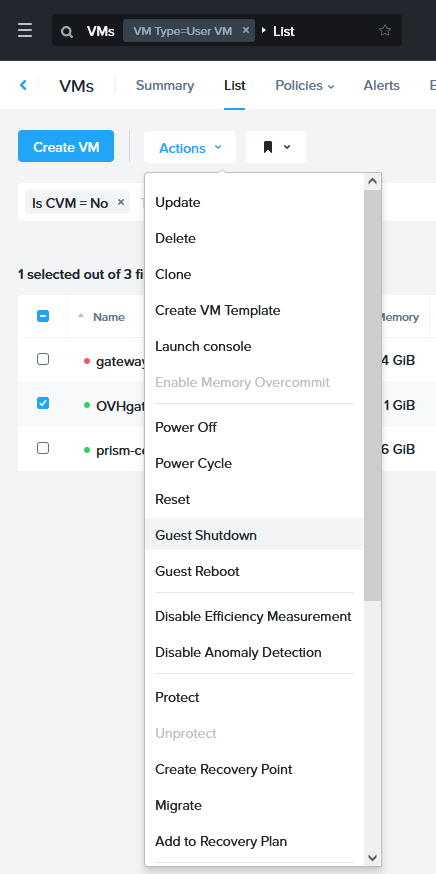 VMs VM Type=User VM × List
VMs Summary List Policies Alerts E
Create VM Actions
Is CVM = No ×
1 selected out of 3 fi
Name Memory
gateway 4 GiB
OVHgat 1 GiB
prism-ce 6 GiB
Update
Delete
Clone
Create VM Template
Launch console
Enable Memory Overcommit
Power Off
Power Cycle
Reset
Guest Shutdown
Guest Reboot
Disable Efficiency Measurement
Disable Anomaly Detection
Protect
Unprotect
Create Recovery Point
Migrate
Add to Recovery Plan